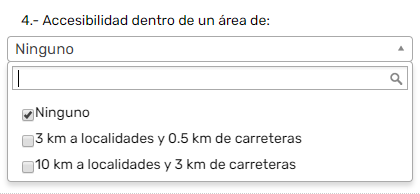 4.- Accesibilidad dentro de un área de:
Ninguno
Ninguno
3 km a localidades y 0.5 km de carreteras
10 km a localidades y 3 km de carreteras